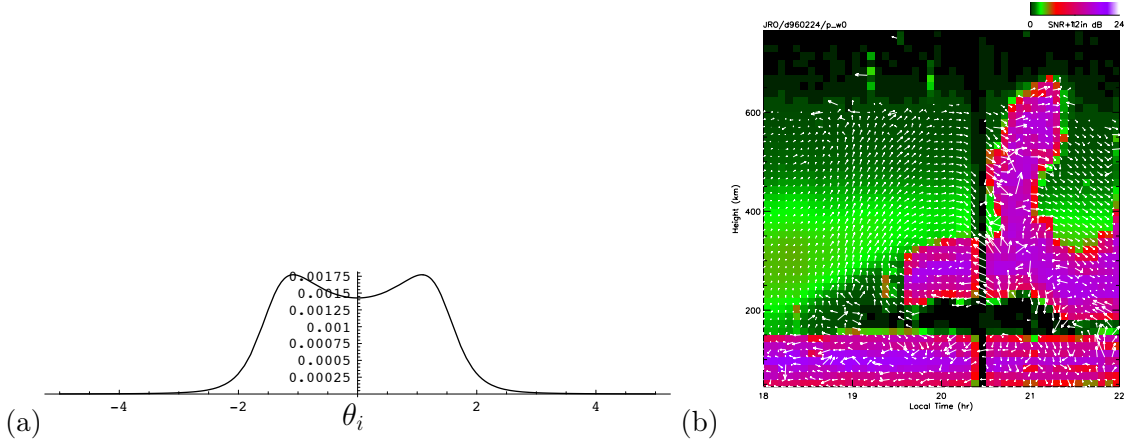 0.00175
0.0015
0.00125
0.001
0.00075
0.0005
0.00025
-4 -2 2 4
θi
(a)
JRO/d960224/p_w0
0 SNR+12in dB 24
Height (km)
600
400
200
18 19 20 21 22
Local Time (hr)
(b)